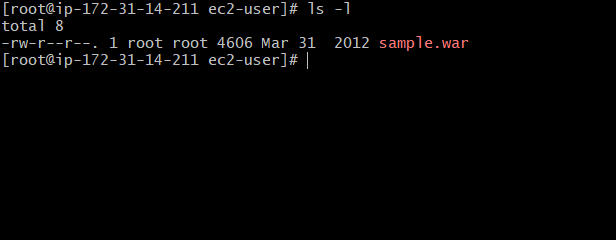 [root@ip-172-31-14-211 ec2-user]# ls -l
total 8
-rw-r--r--. 1 root root 4606 Mar 31  2012 sample.war
[root@ip-172-31-14-211 ec2-user]#